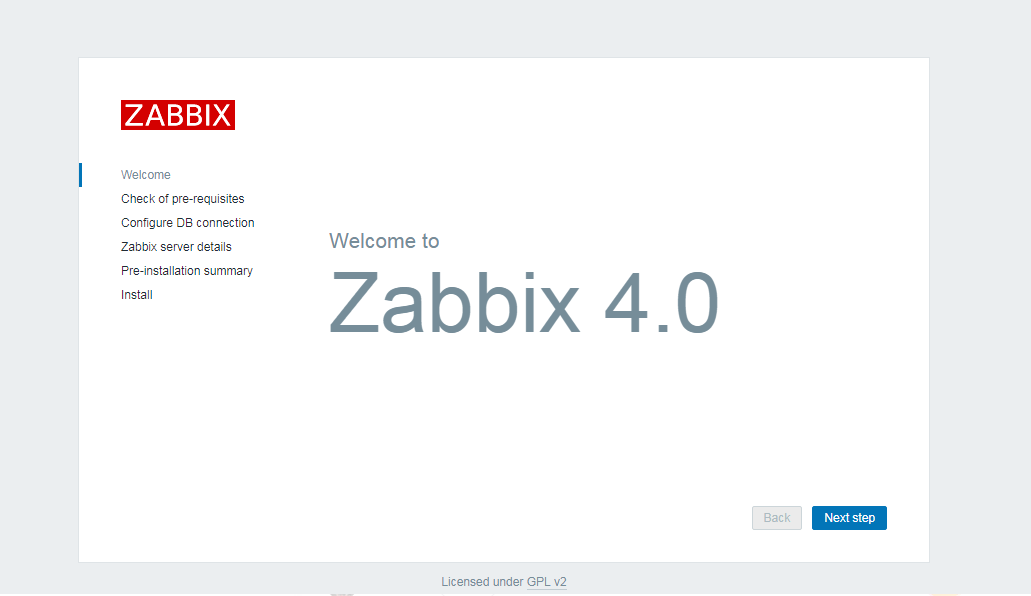 ZABBIX
Welcome
Check of pre-requisites
Configure DB connection
Zabbix server details
Pre-installation summary
Install
Welcome to
Zabbix 4.0
Back
Next step
Licensed under GPL v2